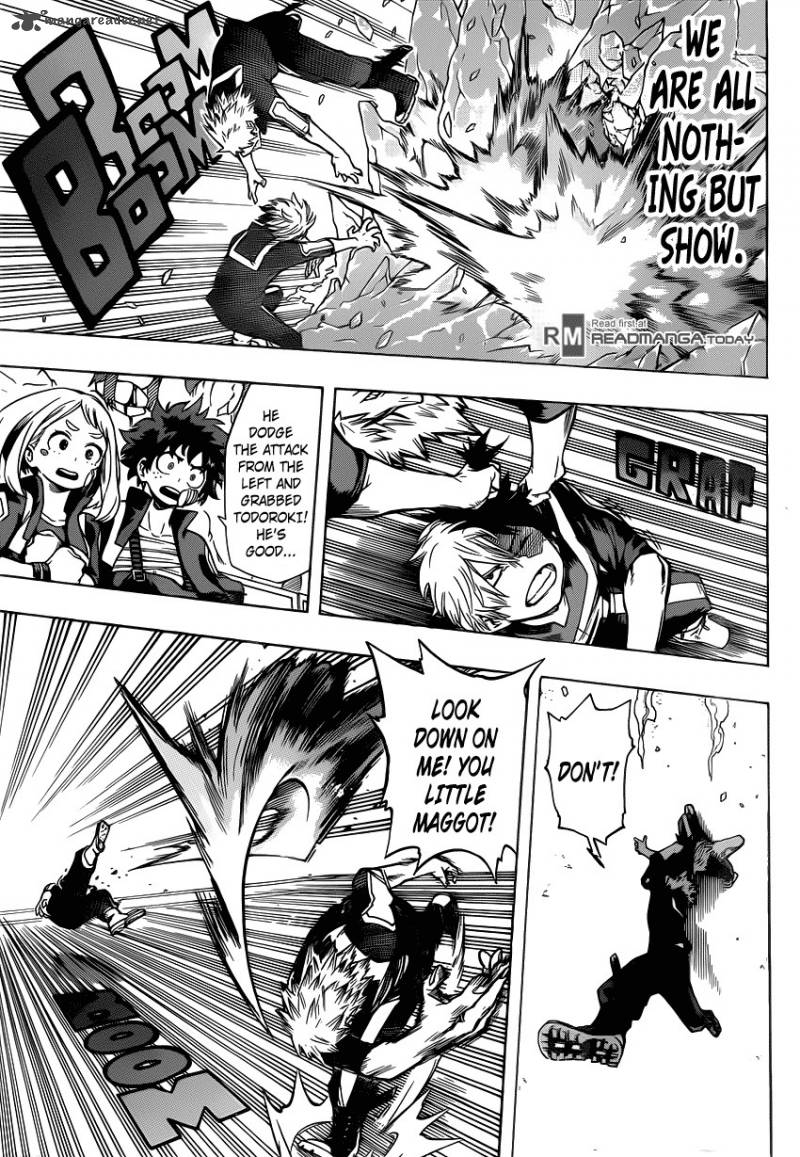 mangareader.net
WE
ARE ALL
NOTH-
ING BUT
SHOW.
BOOM
BOOM
RM
Read first at
READMANGA.TODAY
GRAP
HE
DODGE
THE ATTACK
FROM THE
LEFT AND
GRABBED
TODOROKI!
HE'S
GOOD...
DON'T!
LOOK
DOWN ON
ME! YOU
LITTLE
MAGGOT!